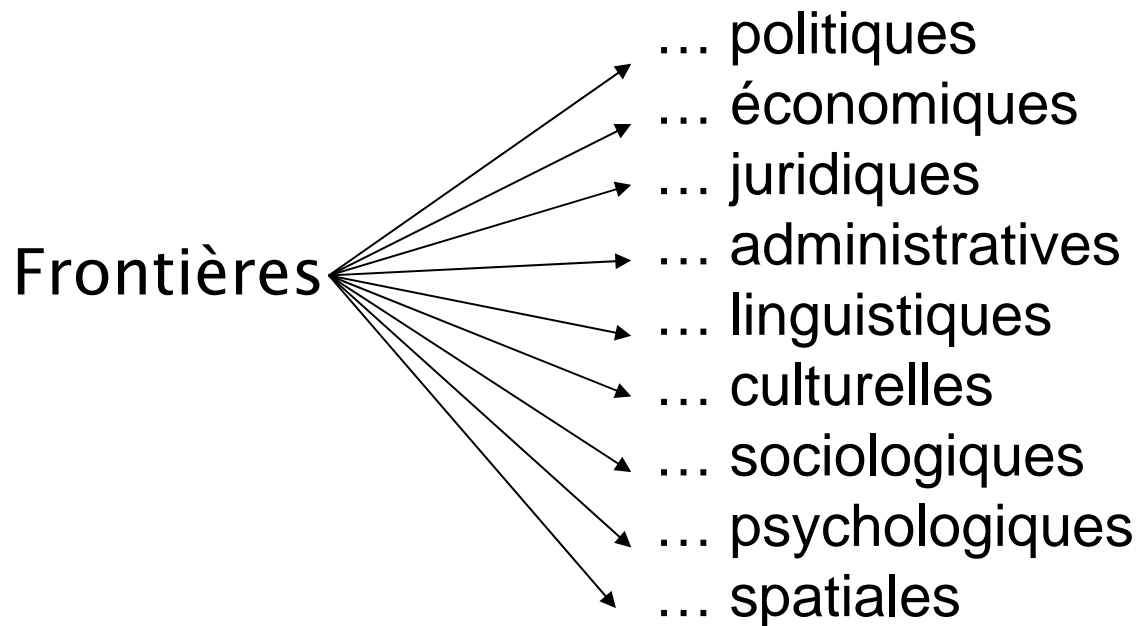 Frontières
… politiques
… économiques
… juridiques
… administratives
… linguistiques
… culturelles
… sociologiques
… psychologiques
… spatiales